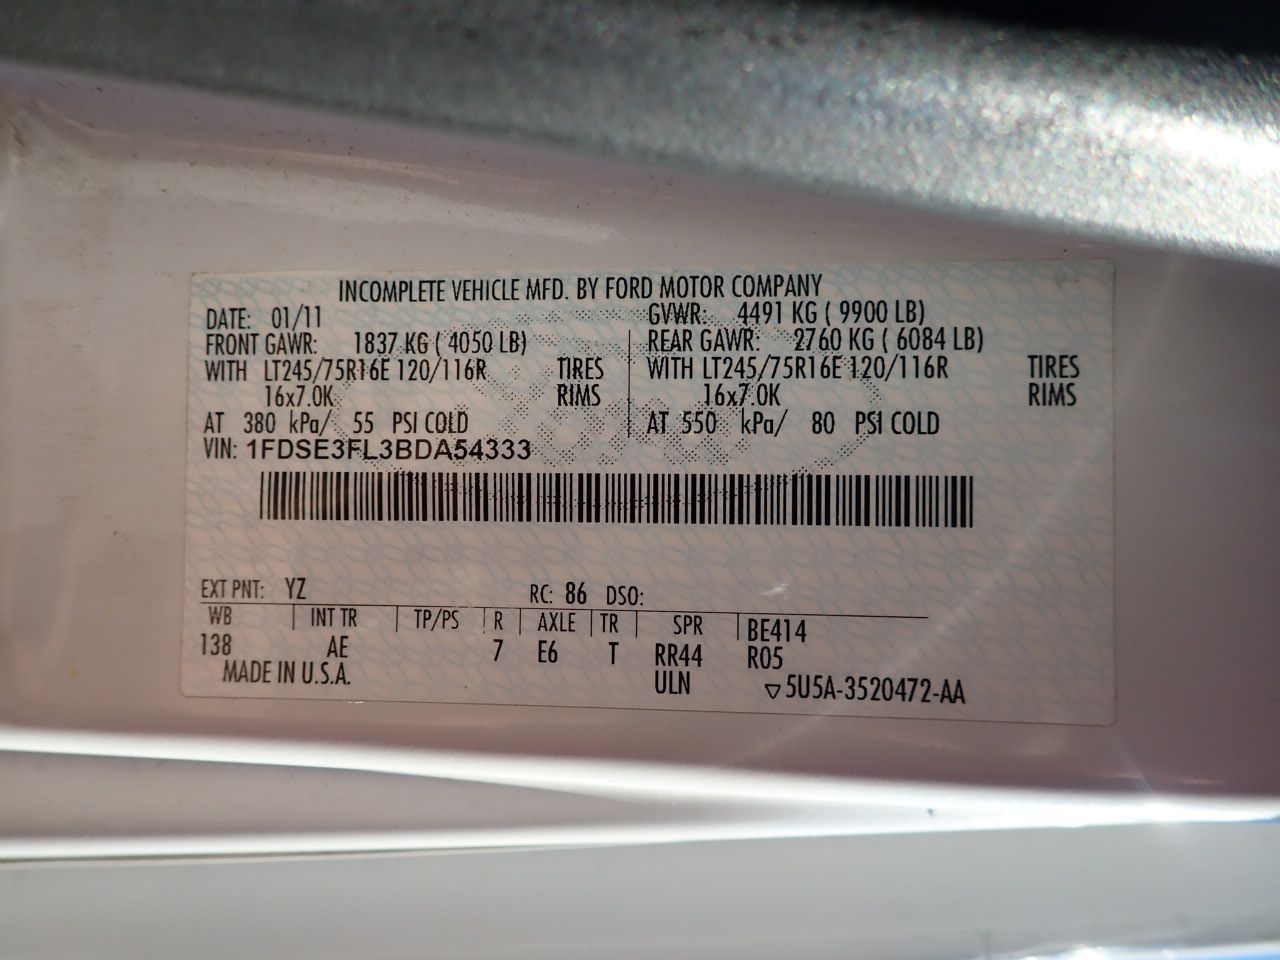 INCOMPLETE VEHICLE MFD. BY FORD MOTOR COMPANY
DATE: 01/11 GVWR: 4491 KG ( 9900 LB)
FRONT GAWR: 1837 KG ( 4050 LB) REAR GAWR: 2760 KG ( 6084 LB)
WITH LT245/75R16E 120/116R TIRES WITH LT245/75R16E 120/116R TIRES
16x7.0K RIMS 16x7.0K RIMS
AT 380 kPa/ 55 PSI COLD AT 550 kPa/ 80 PSI COLD
VIN: 1FDSE3FL3BDA54333
EXT PNT: YZ RC: 86 DSO:
WB INT TR TP/PS R AXLE TR SPR BE414
138 AE 7 E6 T RR44 R05
MADE IN U.S.A. ULN ▽5U5A-3520472-AA